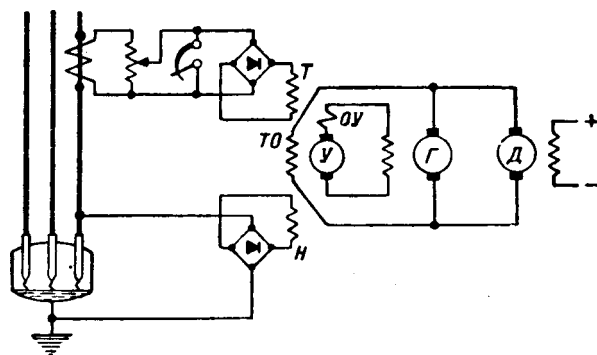 Т
ТО
ОУ
У
Г
Д
+
−
Н